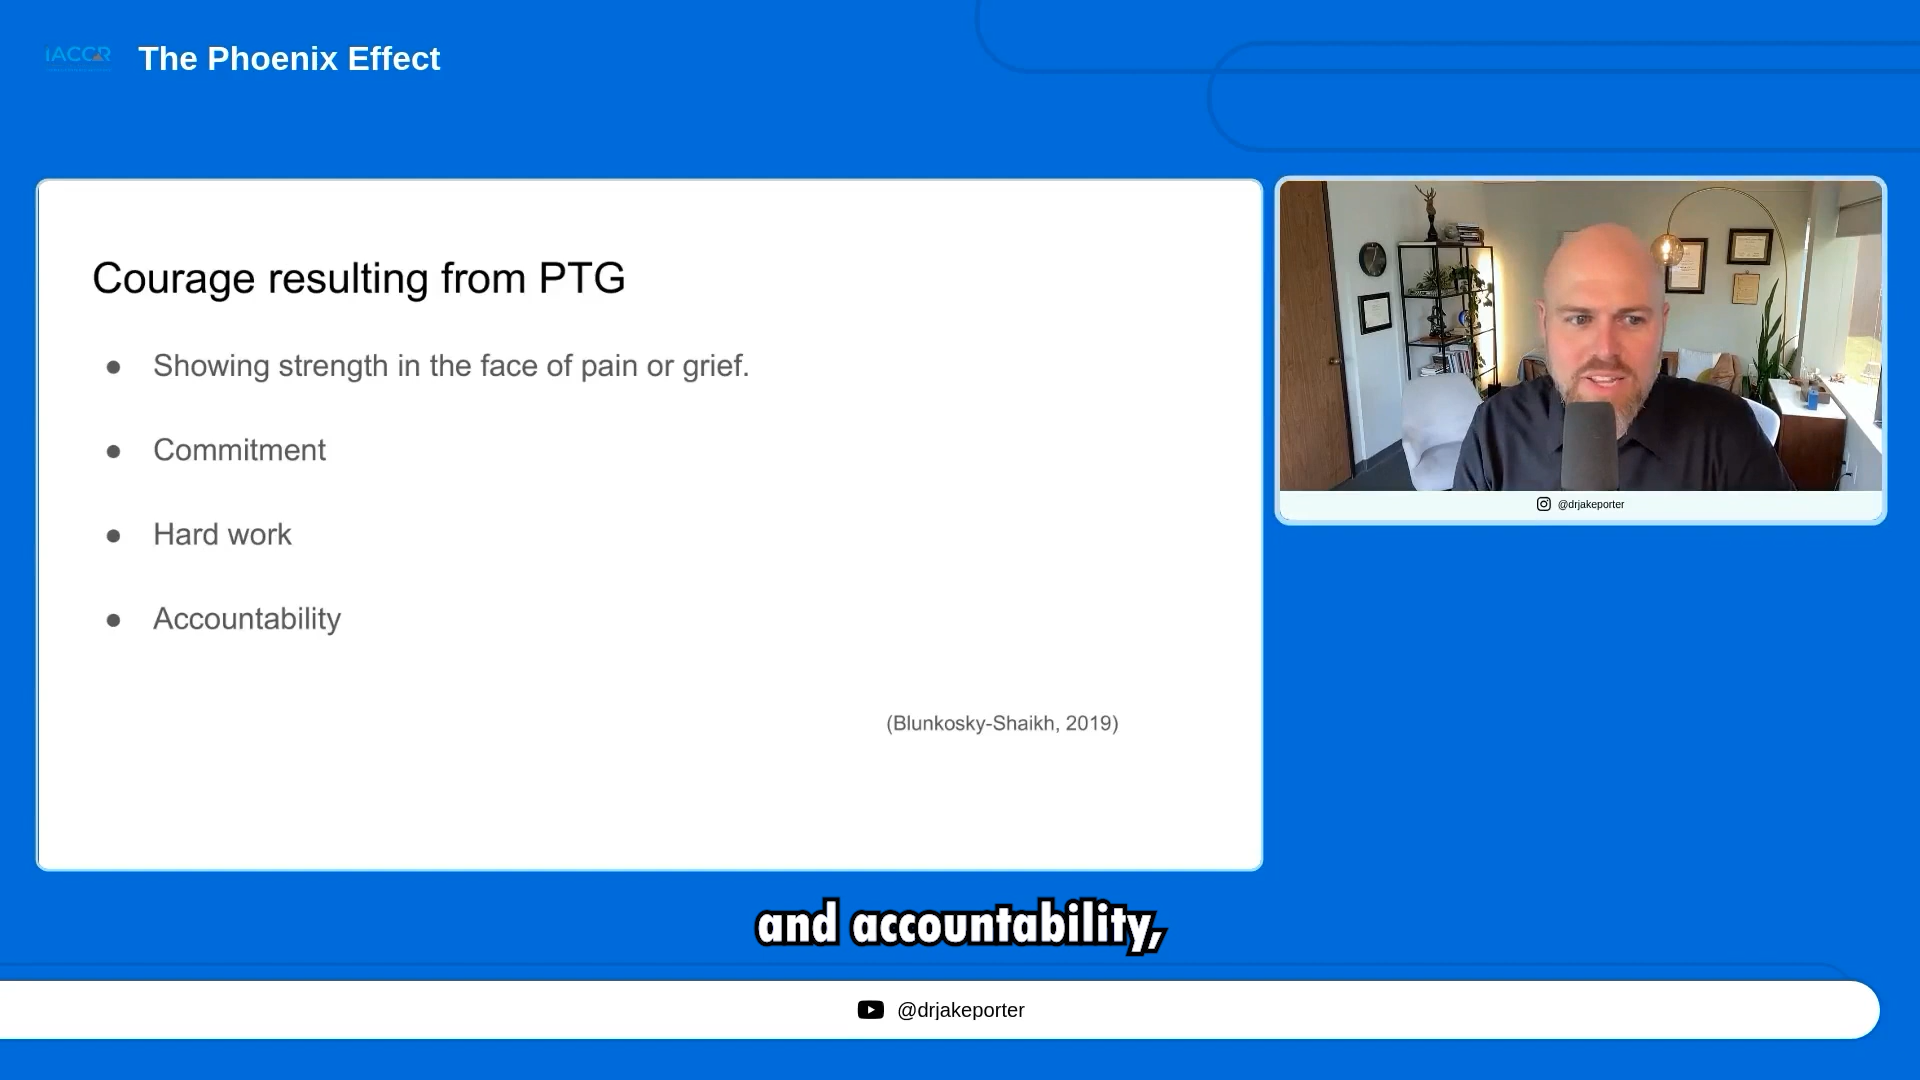 IACCR
The Phoenix Effect
Courage resulting from PTG
● Showing strength in the face of pain or grief.
● Commitment
● Hard work
● Accountability
(Blunkosky-Shaikh, 2019)
@drjakeporter
and accountability,
@drjakeporter